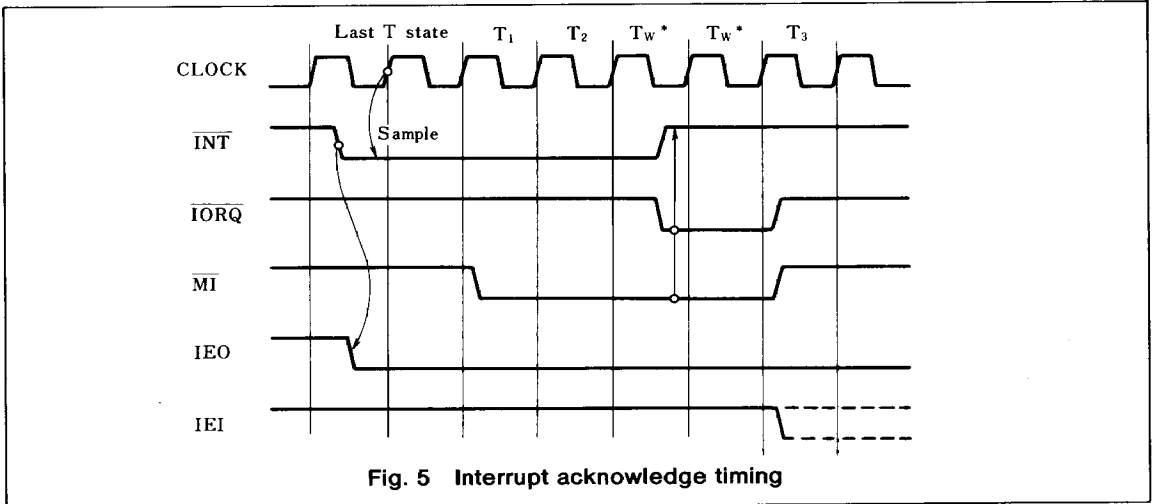 Last T state T₁ T₂ Tw* Tw* T₃
CLOCK
Sample
INT
IORQ
MI
IEO
IEI
Fig. 5 Interrupt acknowledge timing